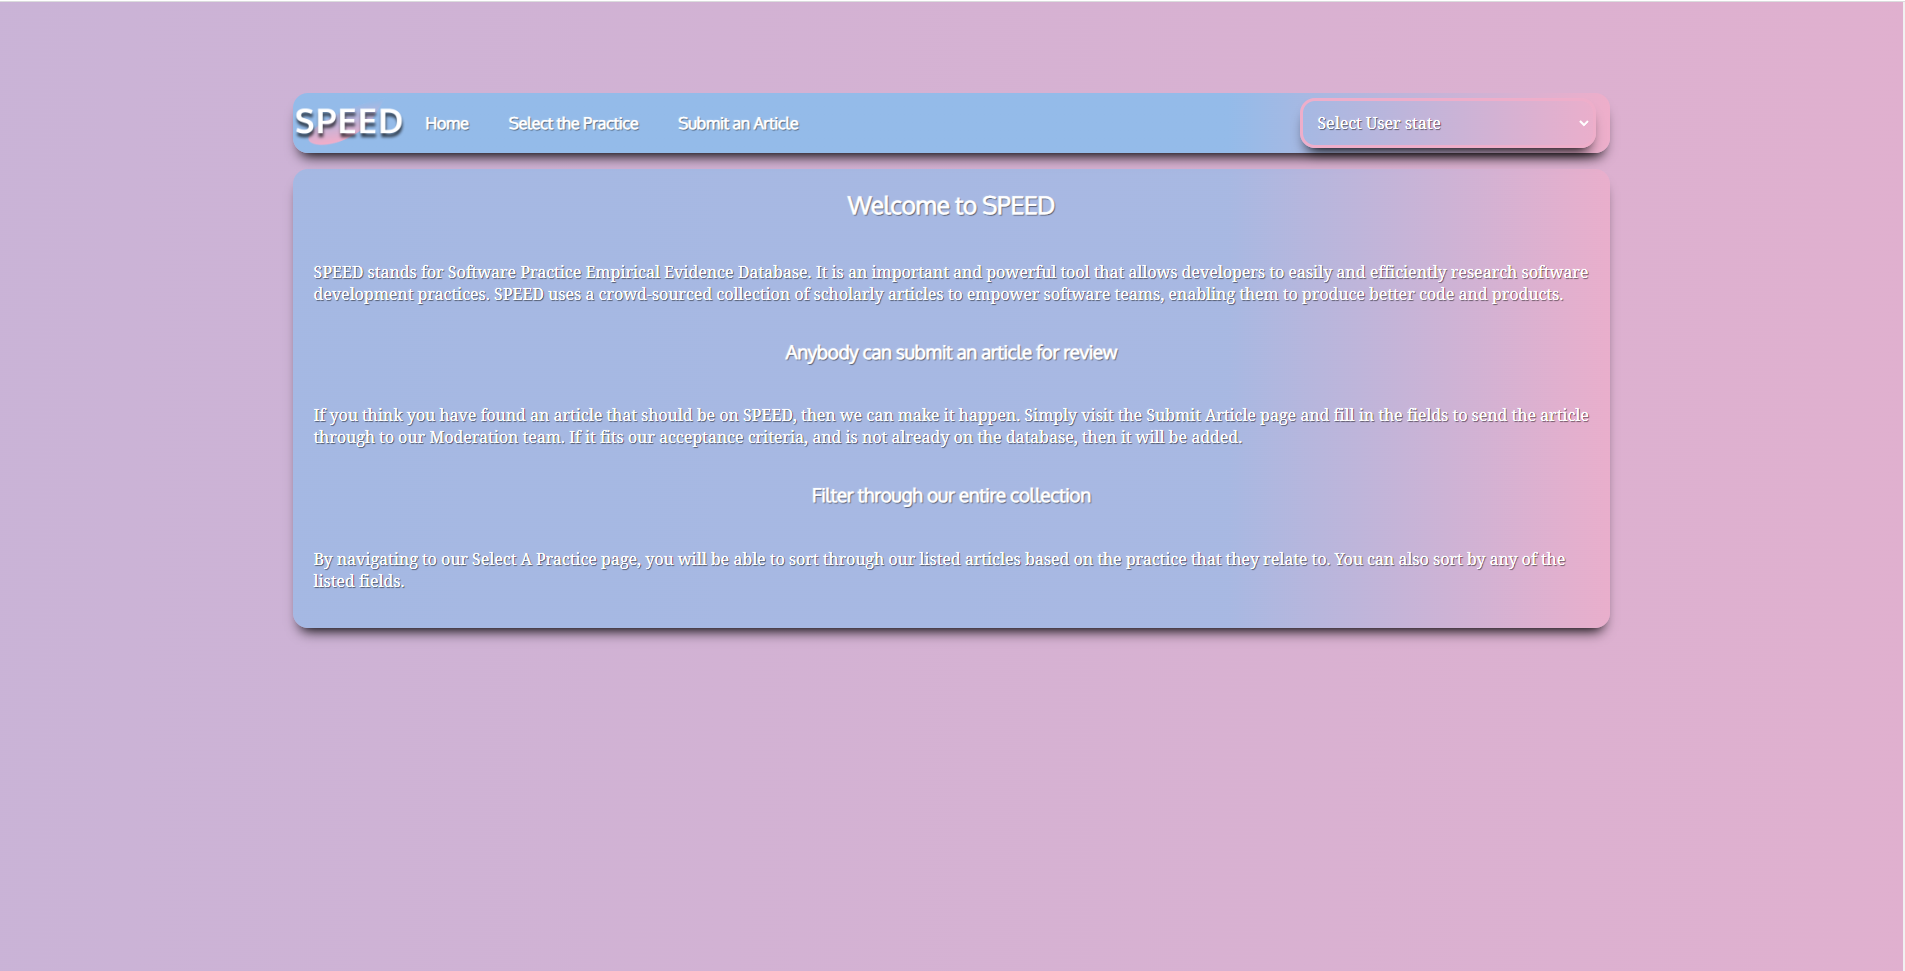 SPEED Home Select the Practice Submit an Article Select User state
Welcome to SPEED
SPEED stands for Software Practice Empirical Evidence Database. It is an important and powerful tool that allows developers to easily and efficiently research software
development practices. SPEED uses a crowd-sourced collection of scholarly articles to empower software teams, enabling them to produce better code and products.
Anybody can submit an article for review
If you think you have found an article that should be on SPEED, then we can make it happen. Simply visit the Submit Article page and fill in the fields to send the article
through to our Moderation team. If it fits our acceptance criteria, and is not already on the database, then it will be added.
Filter through our entire collection
By navigating to our Select A Practice page, you will be able to sort through our listed articles based on the practice that they relate to. You can also sort by any of the
listed fields.